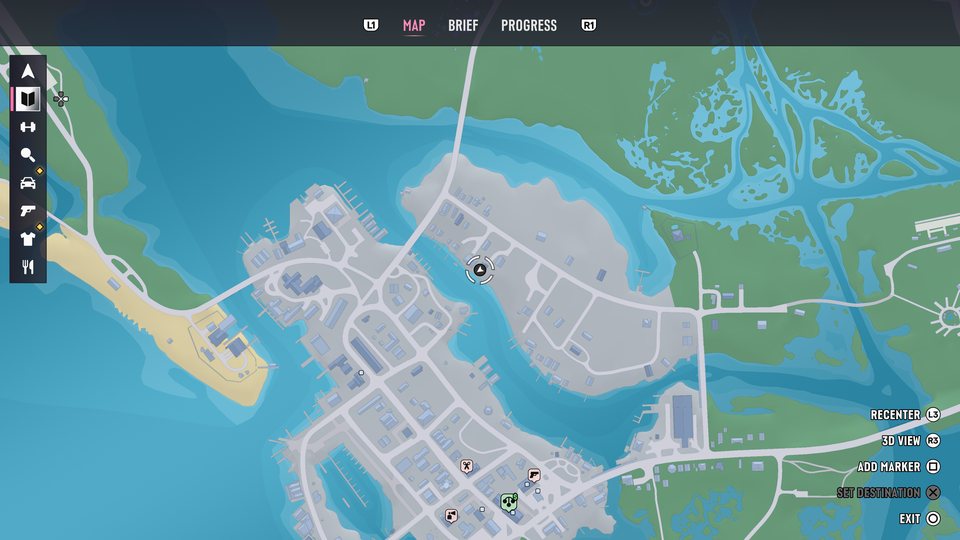 L1 MAP BRIEF PROGRESS R1
RECENTER L3
3D VIEW R3
ADD MARKER
SET DESTINATION
EXIT